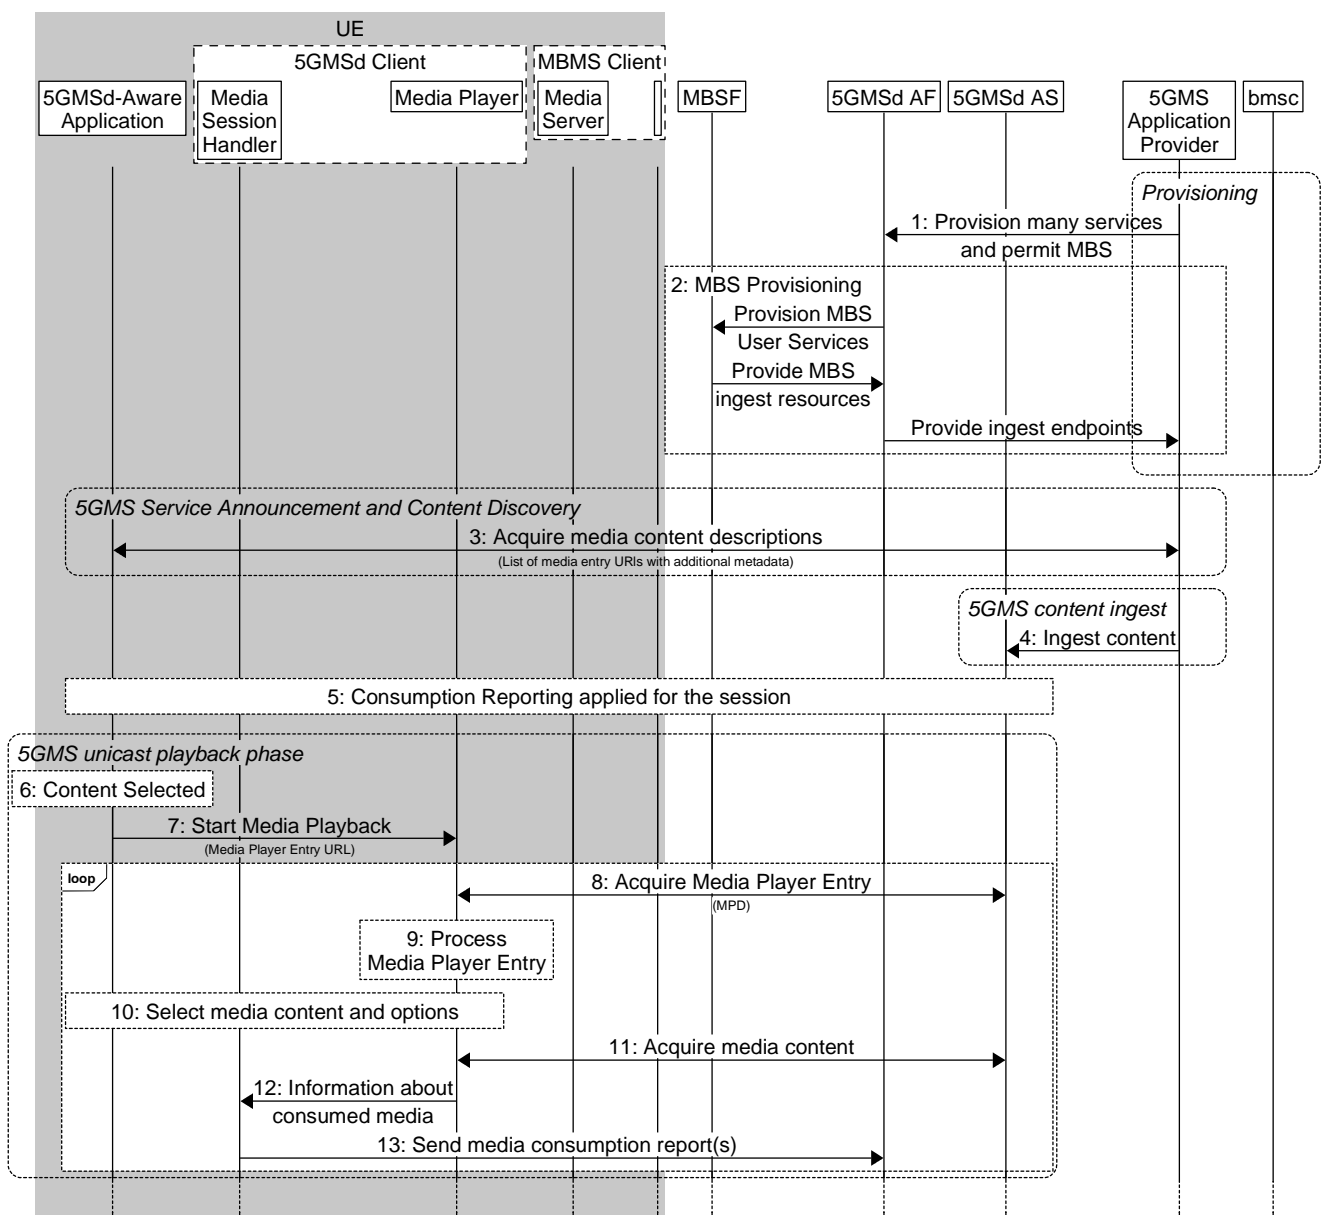 UE
5GMSd Client
MBMS Client
5GMSd-Aware
Application
Media
Session
Handler
Media Player
Media
Server
MBSF
5GMSd AF
5GMSd AS
5GMS
Application
Provider
bmsc
Provisioning
1: Provision many services
and permit MBS
2: MBS Provisioning
Provision MBS
User Services
Provide MBS
ingest resources
Provide ingest endpoints
5GMS Service Announcement and Content Discovery
3: Acquire media content descriptions
(List of media entry URIs with additional metadata)
5GMS content ingest
4: Ingest content
5: Consumption Reporting applied for the session
5GMS unicast playback phase
6: Content Selected
7: Start Media Playback
(Media Player Entry URL)
loop
8: Acquire Media Player Entry
(MPD)
9: Process
Media Player Entry
10: Select media content and options
11: Acquire media content
12: Information about
consumed media
13: Send media consumption report(s)